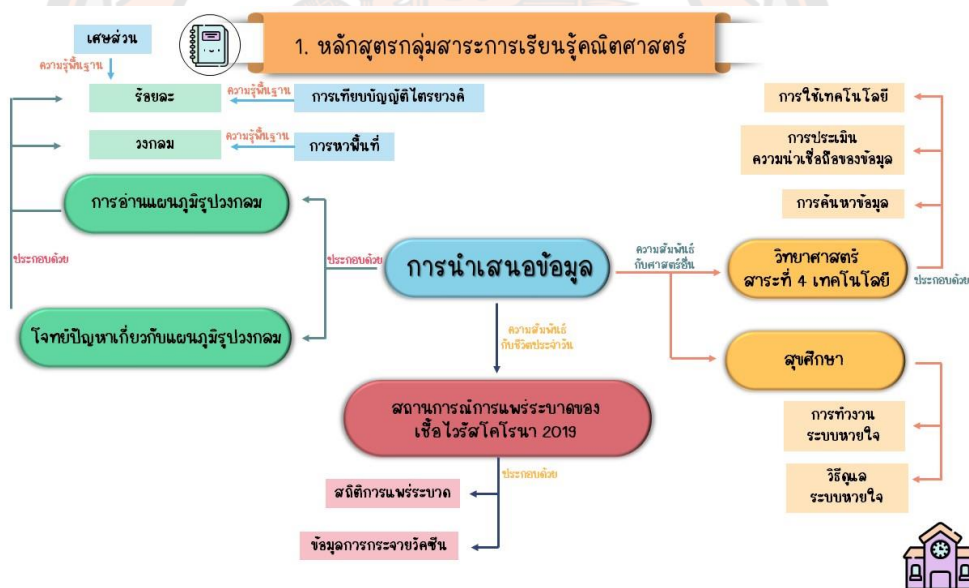 1. หลักสูตรกลุ่มสาระการเรียนรู้คณิตศาสตร์
เศษส่วน
ความรู้พื้นฐาน
ร้อยละ
ความรู้พื้นฐาน
การเทียบบัญญัติไตรยางค์
วงกลม
ความรู้พื้นฐาน
การหาพื้นที่
การอ่านแผนภูมิรูปวงกลม
ประกอบด้วย
ประกอบด้วย
โจทย์ปัญหาเกี่ยวกับแผนภูมิรูปวงกลม
การนำเสนอข้อมูล
ความสัมพันธ์
กับศาสตร์อื่น
การใช้เทคโนโลยี
การประเมิน
ความน่าเชื่อถือของข้อมูล
การค้นหาข้อมูล
วิทยาศาสตร์
สาระที่ 4 เทคโนโลยี
ประกอบด้วย
สุขศึกษา
การทำงาน
ระบบหายใจ
วิธีดูแล
ระบบหายใจ
ความสัมพันธ์
กับชีวิตประจำวัน
สถานการณ์การแพร่ระบาดของ
เชื้อไวรัสโคโรนา 2019
ประกอบด้วย
สถิติการแพร่ระบาด
ข้อมูลการกระจายวัคซีน